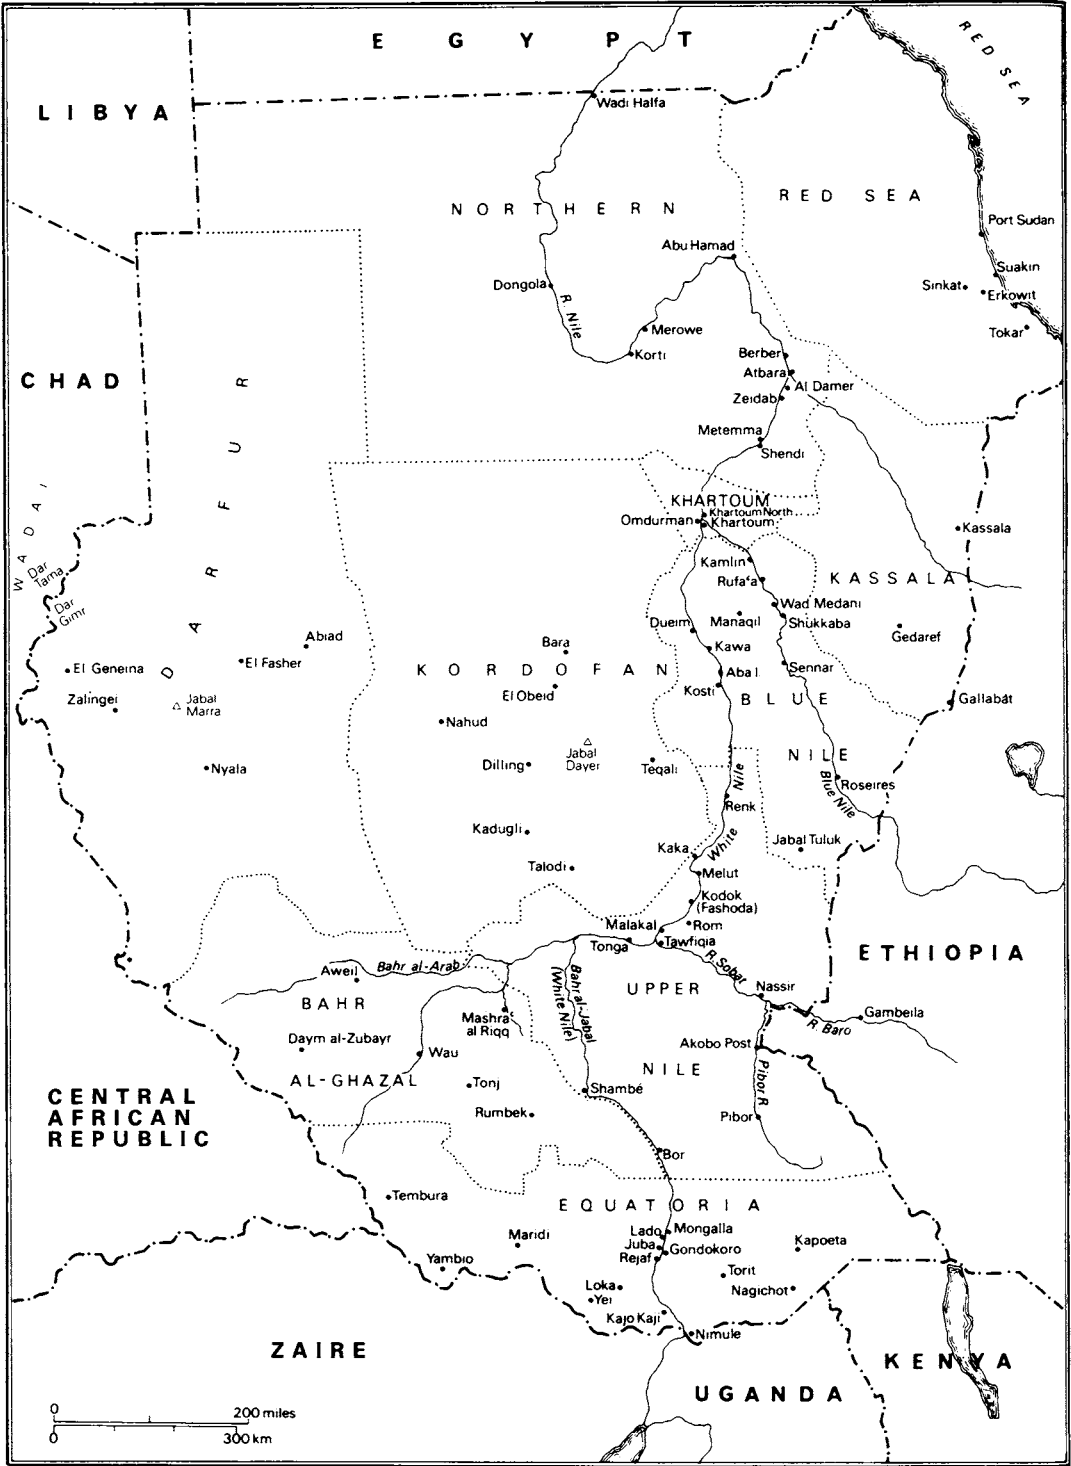 EGYPT
RED SEA
LIBYA
Wadi Halfa
NORTHERN
RED SEA
Port Sudan
Abu Hamad
Suakin
Sinkat
Erkowit
Dongola
R. Nile
Merowe
Tokar
Korti
Berber
Atbara
Al Damer
Zeidab
CHAD
DARFUR
Metemma
Shendi
KHARTOUM
Khartoum North
Omdurman
Khartoum
Kassala
WADAI
Dar
Tama
Dar
Gimr
Kamlin
Rufa'a
KASSALA
Wad Medani
Manaqil
Shukkaba
Dueim
Gedaref
Abiad
Bara
Kawa
El Geneina
El Fasher
KORDOFAN
Sennar
Aba I.
Zalingei
Jabal
Marra
El Obeid
Kosti
BLUE
Gallabât
Nahud
NILE
Jabal
Dayer
Nyala
Dilling
Teqali
Nile
Roseires
Blue Nile
Renk
Kadugli
White
Kaka
Jabal Tuluk
Talodi
Melut
Kodok
(Fashoda)
Malakal
Rom
Tonga
Tawfiqia
ETHIOPIA
R. Sobat
Bahr al-Arab
Aweil
Bahr al-Jabal
(White Nile)
UPPER
Nassir
BAHR
Mashra'
al Riqq
Gambeila
R. Baro
Daym al-Zubayr
Wau
Akobo Post
NILE
AL-GHAZAL
Tonj
Shambé
Pibor R.
CENTRAL
AFRICAN
REPUBLIC
Rumbek
Pibor
Bor
Tembura
EQUATORIA
Maridi
Lado
Mongalla
Kapoeta
Juba
Gondokoro
Rejaf
Yambio
Torit
Loka
Nagichot
Yei
Kajo Kaji
Nimule
ZAIRE
KENYA
UGANDA
0 200 miles
0 300 km